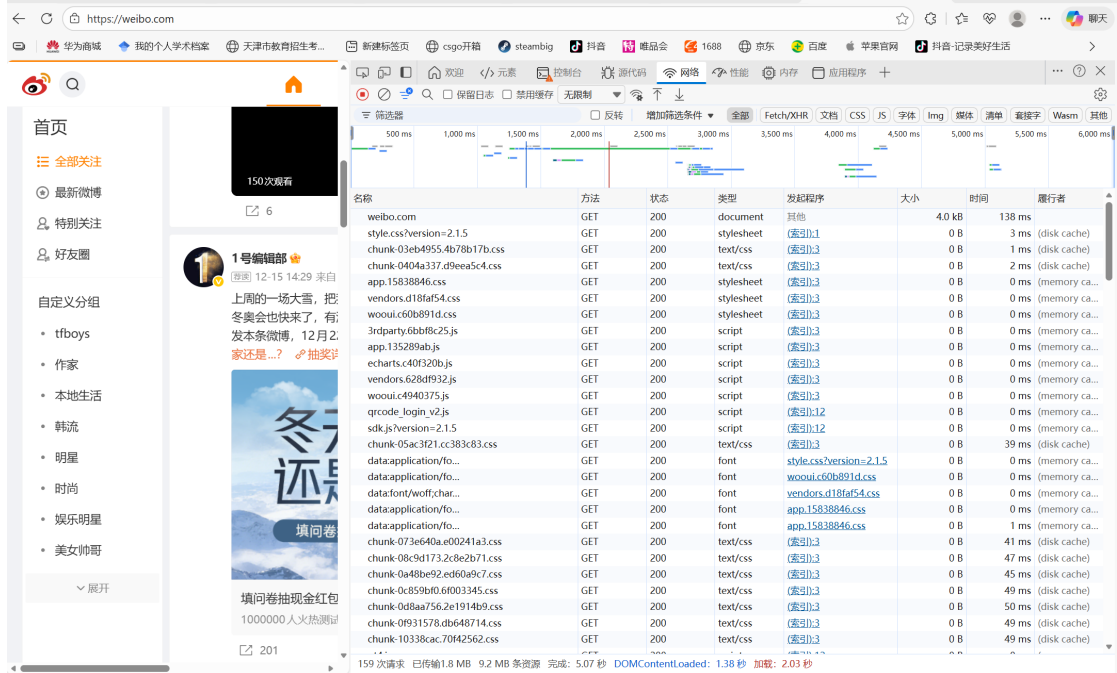 https://weibo.com
聊天
华为商城 我的个人学术档案 天津市教育招生考... 新建标签页 csgo开箱 steambig 抖音 唯品会 1688 京东 百度 苹果官网 抖音-记录美好生活
欢迎 元素 控制台 源代码 网络 性能 内存 应用程序
保留日志 禁用缓存 无限制
筛选器 反转 增加筛选条件 全部 Fetch/XHR 文档 CSS JS 字体 Img 媒体 清单 套接字 Wasm 其他
500 ms 1,000 ms 1,500 ms 2,000 ms 2,500 ms 3,000 ms 3,500 ms 4,000 ms 4,500 ms 5,000 ms 5,500 ms 6,000 ms
首页
全部关注
最新微博
特别关注
好友圈
自定义分组
tfboys
作家
本地生活
韩流
明星
时尚
娱乐明星
美女帅哥
展开
150次观看
6
1号编辑部
荐读 12-15 14:29 来自
上周的一场大雪，把
冬奥会也快来了，有
发本条微博，12月2
家还是...? 抽奖详
冬天
还是
填问卷
填问卷抽现金红包
1000000人火热测试
201
名称 方法 状态 类型 发起程序 大小 时间 履行者
weibo.com GET 200 document 其他 4.0 kB 138 ms
style.css?version=2.1.5 GET 200 stylesheet (索引):1 0 B 3 ms (disk cache)
chunk-03eb4955.4b78b17b.css GET 200 text/css (索引):3 0 B 1 ms (disk cache)
chunk-0404a337.d9eea5c4.css GET 200 text/css (索引):3 0 B 2 ms (disk cache)
app.15838846.css GET 200 stylesheet (索引):3 0 B 0 ms (memory ca...
vendors.d18faf54.css GET 200 stylesheet (索引):3 0 B 0 ms (memory ca...
wooui.c60b891d.css GET 200 stylesheet (索引):3 0 B 0 ms (memory ca...
3rdparty.6bbf8c25.js GET 200 script (索引):3 0 B 0 ms (memory ca...
app.135289ab.js GET 200 script (索引):3 0 B 0 ms (memory ca...
echarts.c40f320b.js GET 200 script (索引):3 0 B 0 ms (memory ca...
vendors.628df932.js GET 200 script (索引):3 0 B 0 ms (memory ca...
wooui.c4940375.js GET 200 script (索引):3 0 B 0 ms (memory ca...
qrcode_login_v2.js GET 200 script (索引):12 0 B 0 ms (memory ca...
sdk.js?version=2.1.5 GET 200 script (索引):12 0 B 0 ms (memory ca...
chunk-05ac3f21.cc383c83.css GET 200 text/css (索引):3 0 B 39 ms (disk cache)
data:application/fo... GET 200 font style.css?version=2.1.5 0 B 0 ms (memory ca...
data:application/fo... GET 200 font wooui.c60b891d.css 0 B 0 ms (memory ca...
data:font/woff;char... GET 200 font vendors.d18faf54.css 0 B 0 ms (memory ca...
data:application/fo... GET 200 font app.15838846.css 0 B 0 ms (memory ca...
data:application/fo... GET 200 font app.15838846.css 0 B 1 ms (memory ca...
chunk-073e640a.e00241a3.css GET 200 text/css (索引):3 0 B 41 ms (disk cache)
chunk-08c9d173.2c8e2b71.css GET 200 text/css (索引):3 0 B 47 ms (disk cache)
chunk-0a48be92.ed60a9c7.css GET 200 text/css (索引):3 0 B 45 ms (disk cache)
chunk-0c859bf0.6f003345.css GET 200 text/css (索引):3 0 B 49 ms (disk cache)
chunk-0d8aa756.2e1914b9.css GET 200 text/css (索引):3 0 B 50 ms (disk cache)
chunk-0f931578.db648714.css GET 200 text/css (索引):3 0 B 49 ms (disk cache)
chunk-10338cac.70f42562.css GET 200 text/css (索引):3 0 B 49 ms (disk cache)
159 次请求 已传输1.8 MB 9.2 MB 条资源 完成：5.07 秒 DOMContentLoaded：1.38 秒 加载：2.03 秒